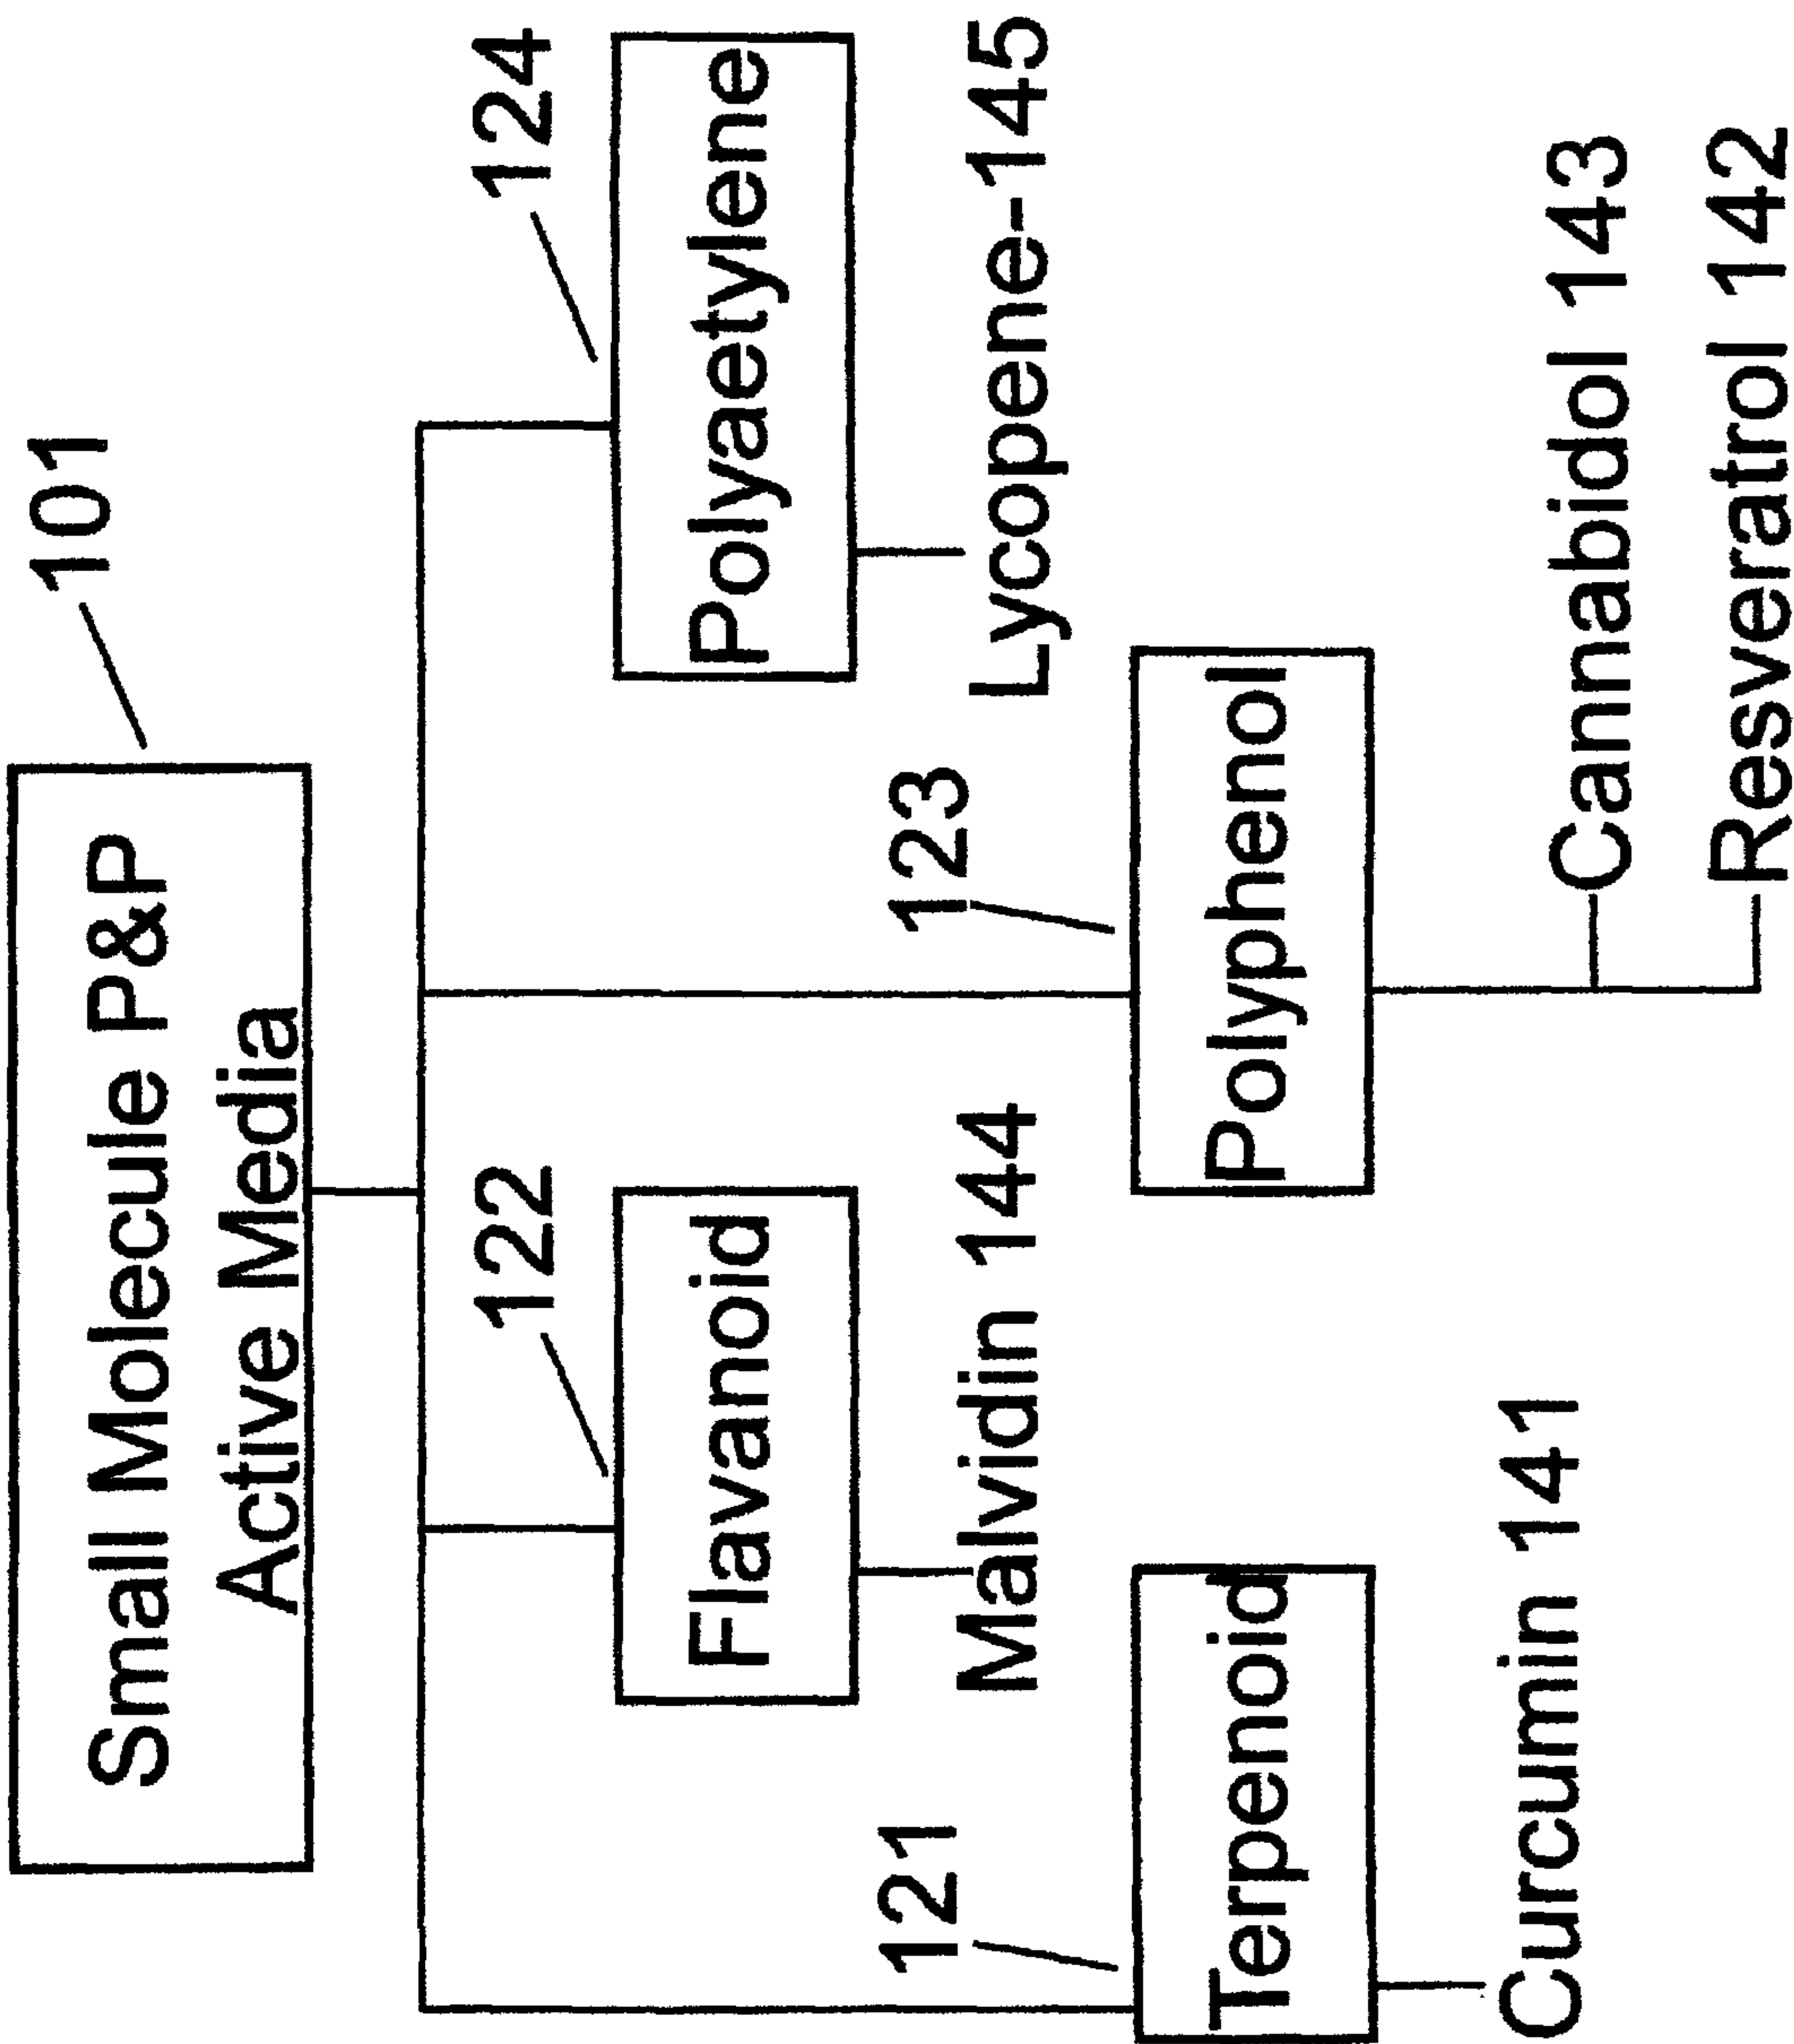 101
Small Molecule P&P
Active Media
122
124
Flavanoid
Polyaetylene
Malvidin 144
Lycopene-145
121
123
Terpenoid
Polyphenol
Curcumin 141
Cannabidol 143
Resveratrol 142